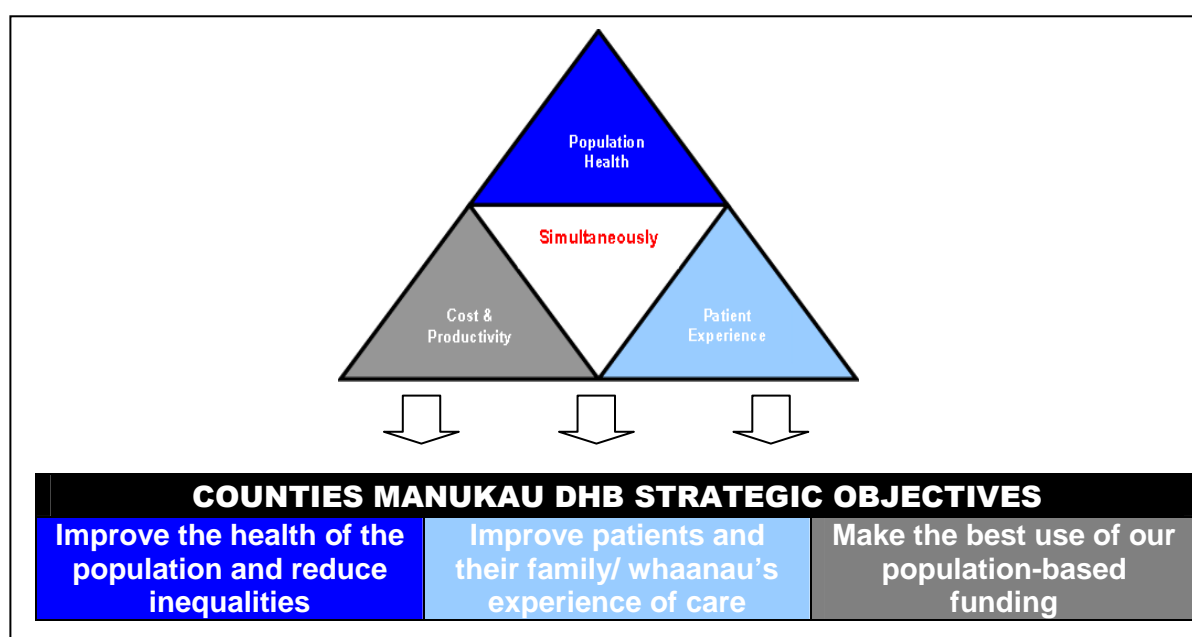 Population
Health
Simultaneously
Cost &
Productivity
Patient
Experience
COUNTIES MANUKAU DHB STRATEGIC OBJECTIVES
Improve the health of the
population and reduce
inequalities
Improve patients and
their family/ whaanau's
experience of care
Make the best use of our
population-based
funding